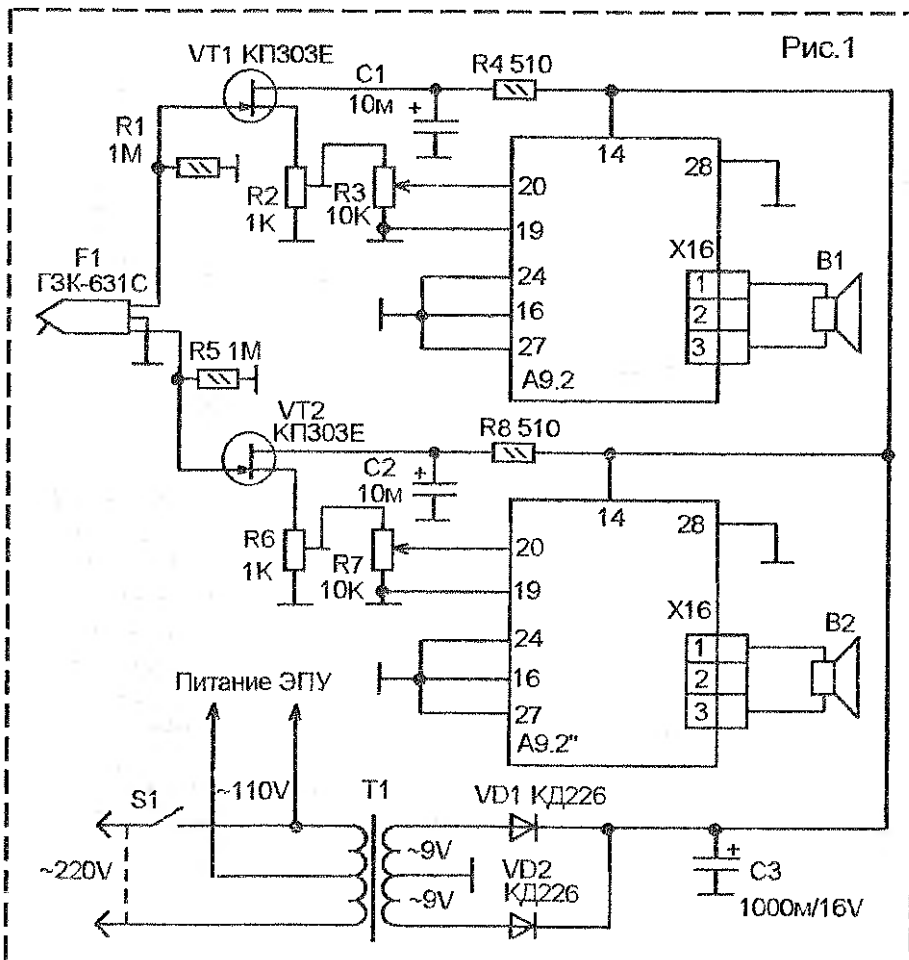 Рис.1
VT1 КП303Е
C1
10м +
R4 510
R1
1М
14
28
20
R2
1К
R3
10К
19
X16
B1
F1
ГЗК-631С
24
16
27
1
2
3
R5 1М
A9.2
VT2
КП303Е
R8 510
C2
10м +
14
28
20
R6
1К
R7
10К
19
X16
B2
24
16
27
1
2
3
Питание ЭПУ
A9.2"
~110V
T1
VD1 КД226
S1
~9V
VD2
КД226
~220V
~9V
+
C3
1000м/16V